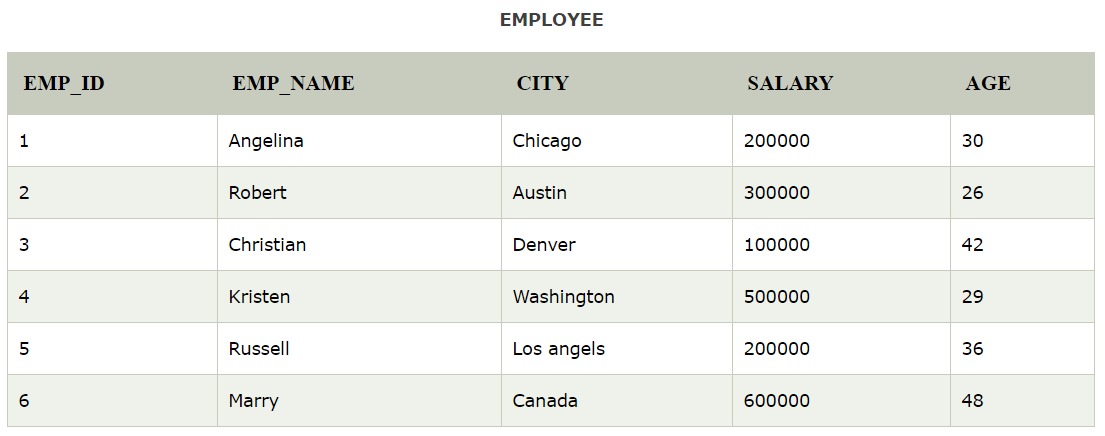 EMPLOYEE
EMP_ID EMP_NAME CITY SALARY AGE
1 Angelina Chicago 200000 30
2 Robert Austin 300000 26
3 Christian Denver 100000 42
4 Kristen Washington 500000 29
5 Russell Los angels 200000 36
6 Marry Canada 600000 48